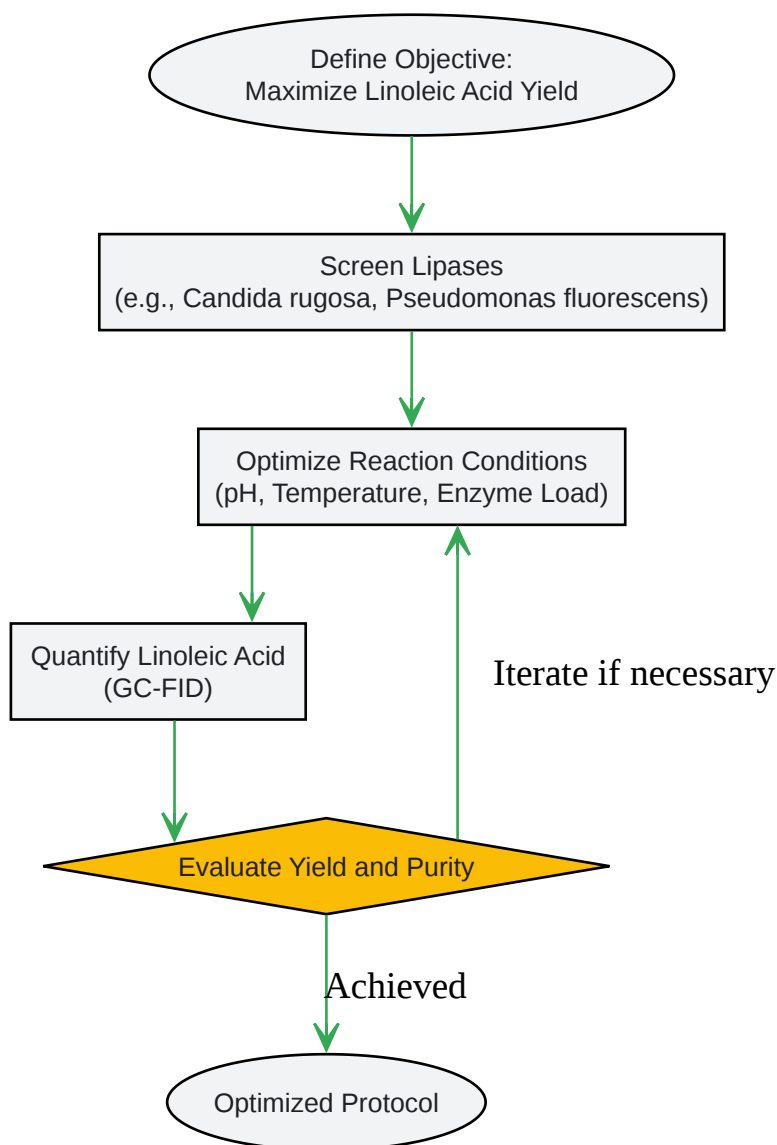 Define Objective:
Maximize Linoleic Acid Yield
Screen Lipases
(e.g., Candida rugosa, Pseudomonas fluorescens)
Optimize Reaction Conditions
(pH, Temperature, Enzyme Load)
Quantify Linoleic Acid
(GC-FID)
Iterate if necessary
Evaluate Yield and Purity
Achieved
Optimized Protocol